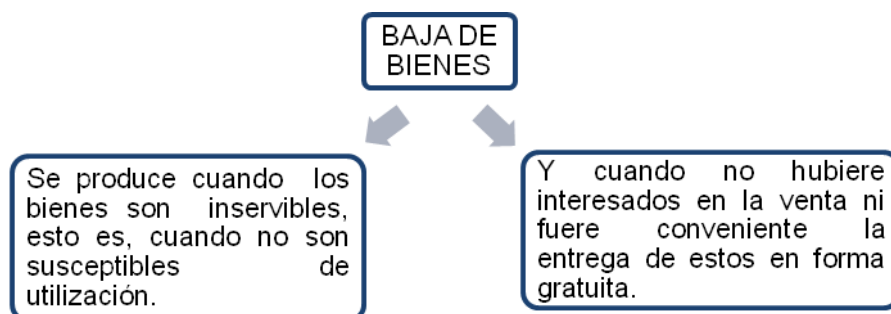 BAJA DE
BIENES
Se produce cuando los
bienes son inservibles,
esto es, cuando no son
susceptibles de
utilización.
Y cuando no hubiere
interesados en la venta ni
fuere conveniente la
entrega de estos en forma
gratuita.